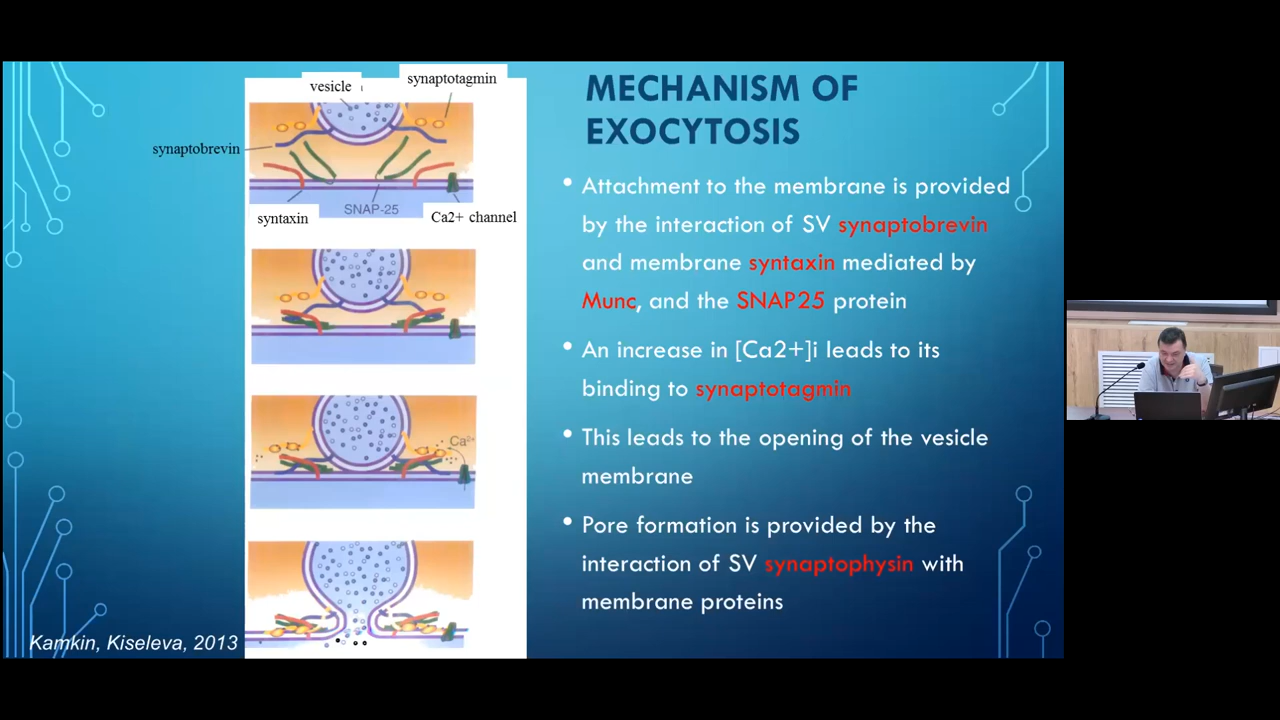 vesicle
synaptotagmin
synaptobrevin
syntaxin
SNAP-25
Ca2+ channel
Ca²⁺
Kamkin, Kiseleva, 2013
MECHANISM OF
EXOCYTOSIS
• Attachment to the membrane is provided
by the interaction of SV synaptobrevin
and membrane syntaxin mediated by
Munc, and the SNAP25 protein
• An increase in [Ca2+]i leads to its
binding to synaptotagmin
• This leads to the opening of the vesicle
membrane
• Pore formation is provided by the
interaction of SV synaptophysin with
membrane proteins